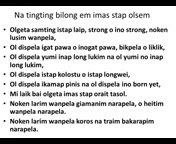 Na tingting bilong em imas stap olsem
• Olgeta samting istap laip, strong o ino strong, noken lusim wanpela,
• Ol dispela igat pawa o inogat pawa, bikpela o liklik,
• Ol dispela yumi inap long lukim na ol yumi no inap long lukim,
• Ol dispela istap kolostu o istap longwei,
• Ol dispela ikamap pinis na ol dispela ino born yet,
• Mi laik bai olgeta imas stap orait tasol.
• Noken larim wanpela giamanim narapela, o heitim wanpela narapela.
• Noken larim wanpela koros na traim bakarapim narapela.